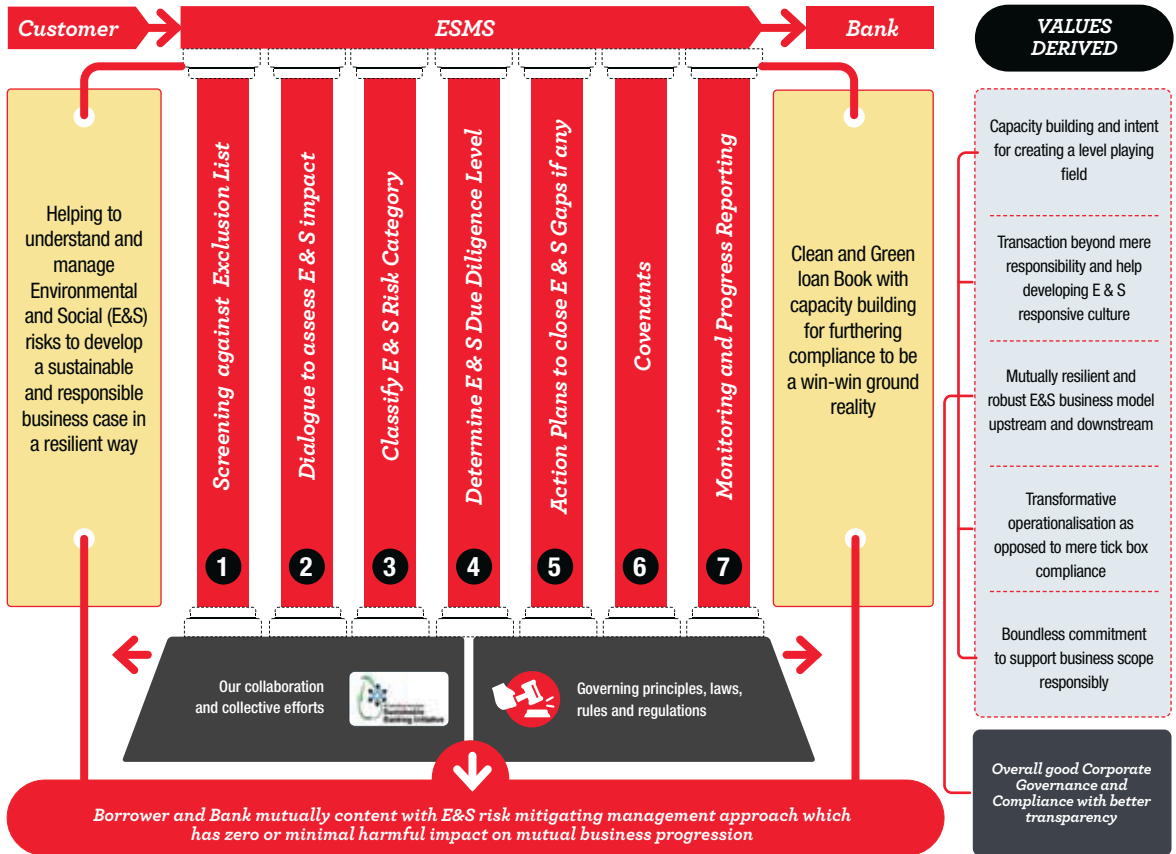 Customer
ESMS
Bank
VALUES
DERIVED
Helping to
understand and
manage
Environmental
and Social (E&S)
risks to develop
a sustainable
and responsible
business case in
a resilient way
Screening against Exclusion List
1
Dialogue to assess E & S impact
2
Classify E & S Risk Category
3
Determine E & S Due Diligence Level
4
Action Plans to close E & S Gaps if any
5
Covenants
6
Monitoring and Progress Reporting
7
Clean and Green
loan Book with
capacity building
for furthering
compliance to be
a win-win ground
reality
Capacity building and intent
for creating a level playing
field
Transaction beyond mere
responsibility and help
developing E & S
responsive culture
Mutually resilient and
robust E&S business model
upstream and downstream
Transformative
operationalisation as
opposed to mere tick box
compliance
Boundless commitment
to support business scope
responsibly
Our collaboration
and collective efforts
Sustainable
Banking Initiative
Governing principles, laws,
rules and regulations
Borrower and Bank mutually content with E&S risk mitigating management approach which
has zero or minimal harmful impact on mutual business progression
Overall good Corporate
Governance and
Compliance with better
transparency